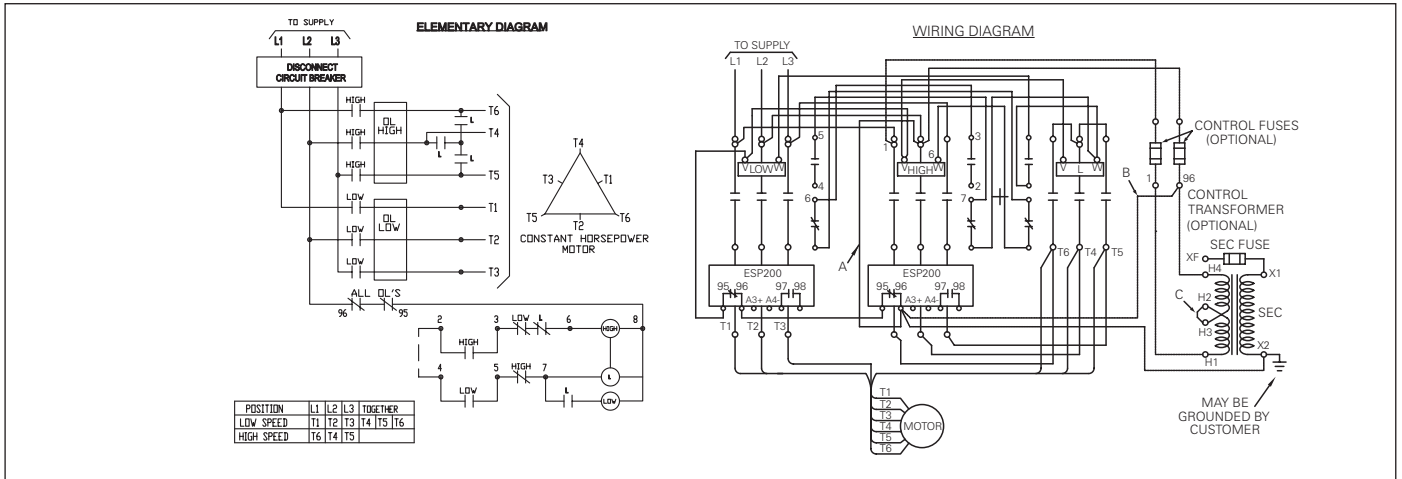 TO SUPPLY
ELEMENTARY DIAGRAM
L1 L2 L3
DISCONNECT
CIRCUIT BREAKER
HIGH
T6
L
OL
HIGH
HIGH
T4
L
L
HIGH
T5
LOW
T1
OL
LOW
LOW
T2
LOW
T3
T4
T3 T1
T5 T2 T6
CONSTANT HORSEPOWER
MOTOR
ALL OL'S
96 95
2 3 LOW L 6 HIGH 8
HIGH
4 5 HIGH 7 L
LOW L LOW
POSITION L1 L2 L3 TOGETHER
LOW SPEED T1 T2 T3 T4 T5 T6
HIGH SPEED T6 T4 T5
WIRING DIAGRAM
TO SUPPLY
L1 L2 L3
5 3
1 6
V LOW W V HIGH W V L W
4 2
6 7
CONTROL FUSES
(OPTIONAL)
B 1 96
CONTROL
TRANSFORMER
(OPTIONAL)
SEC FUSE
XF
H4 X1
C H2 SEC
H3
H1 X2
A
T6 T4 T5
ESP200 ESP200
95 96 97 98 95 96 97 98
A3+ A4- A3+ A4-
T1 T2 T3
MAY BE
GROUNDED BY
CUSTOMER
T1
T2
T3
T4
T5
T6
MOTOR